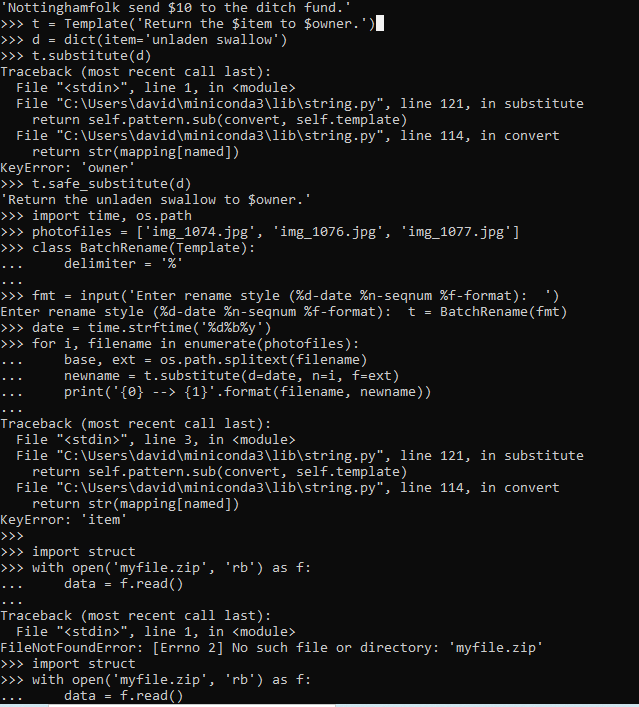 'Nottinghamfolk send $10 to the ditch fund.'
>>> t = Template('Return the $item to $owner.')
>>> d = dict(item='unladen swallow')
>>> t.substitute(d)
Traceback (most recent call last):
  File "<stdin>", line 1, in <module>
  File "C:\Users\david\miniconda3\lib\string.py", line 121, in substitute
    return self.pattern.sub(convert, self.template)
  File "C:\Users\david\miniconda3\lib\string.py", line 114, in convert
    return str(mapping[named])
KeyError: 'owner'
>>> t.safe_substitute(d)
'Return the unladen swallow to $owner.'
>>> import time, os.path
>>> photofiles = ['img_1074.jpg', 'img_1076.jpg', 'img_1077.jpg']
>>> class BatchRename(Template):
...     delimiter = '%'
...
>>> fmt = input('Enter rename style (%d-date %n-seqnum %f-format):  ')
Enter rename style (%d-date %n-seqnum %f-format):  t = BatchRename(fmt)
>>> date = time.strftime('%d%b%y')
>>> for i, filename in enumerate(photofiles):
...     base, ext = os.path.splitext(filename)
...     newname = t.substitute(d=date, n=i, f=ext)
...     print('{0} --> {1}'.format(filename, newname))
...
Traceback (most recent call last):
  File "<stdin>", line 3, in <module>
  File "C:\Users\david\miniconda3\lib\string.py", line 121, in substitute
    return self.pattern.sub(convert, self.template)
  File "C:\Users\david\miniconda3\lib\string.py", line 114, in convert
    return str(mapping[named])
KeyError: 'item'
>>>
>>> import struct
>>> with open('myfile.zip', 'rb') as f:
...     data = f.read()
...
Traceback (most recent call last):
  File "<stdin>", line 1, in <module>
FileNotFoundError: [Errno 2] No such file or directory: 'myfile.zip'
>>> import struct
>>> with open('myfile.zip', 'rb') as f:
...     data = f.read()